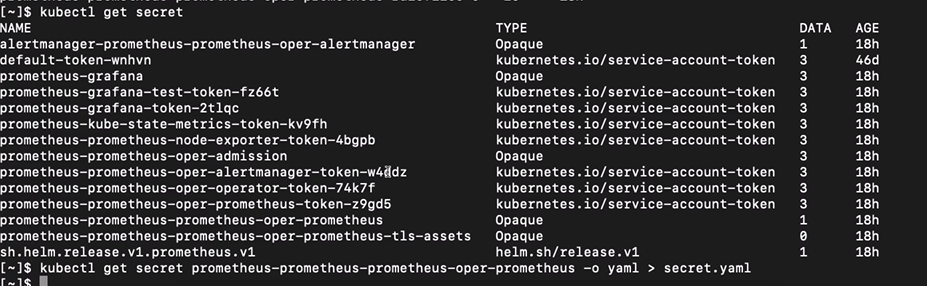 [~]$ kubectl get secret
NAME TYPE DATA AGE
alertmanager-prometheus-prometheus-oper-alertmanager Opaque 1 18h
default-token-wnhvn kubernetes.io/service-account-token 3 46d
prometheus-grafana Opaque 3 18h
prometheus-grafana-test-token-fz66t kubernetes.io/service-account-token 3 18h
prometheus-grafana-token-2tlqc kubernetes.io/service-account-token 3 18h
prometheus-kube-state-metrics-token-kv9fh kubernetes.io/service-account-token 3 18h
prometheus-prometheus-node-exporter-token-4bgpb kubernetes.io/service-account-token 3 18h
prometheus-prometheus-oper-admission Opaque 3 18h
kubernetes.io/service-account-token 3 18h
prometheus-prometheus-oper-operator-token-74k7f kubernetes.io/service-account-token 3 18h
prometheus-prometheus-oper-prometheus-token-z9gd5 kubernetes.io/service-account-token 3 18h
prometheus-prometheus-prometheus-oper-prometheus Opaque 1 18h
prometheus-prometheus-prometheus-oper-prometheus-tls-assets Opaque 0 18h
sh.helm.release.v1.prometheus.v1 helm.sh/release.v1 1 18h
[~]$ kubectl get secret prometheus-prometheus-prometheus-oper-prometheus -o yaml > secret.yaml
[~]$